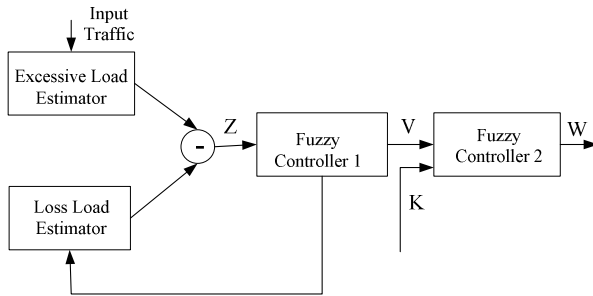 Input
Traffic
Excessive Load
Estimator
-
Z
Fuzzy
Controller 1
V
Fuzzy
Controller 2
W
K
Loss Load
Estimator